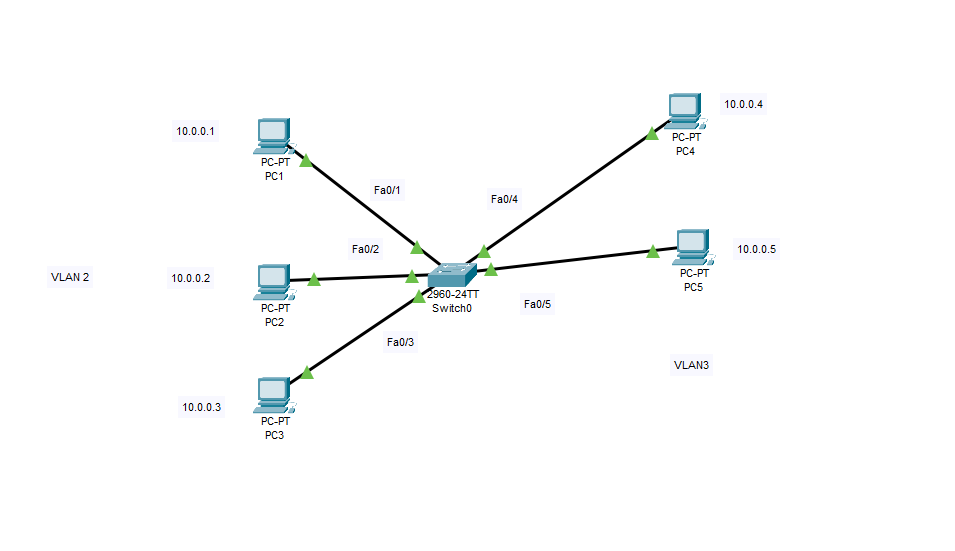 10.0.0.4
10.0.0.1
PC-PT
PC4
PC-PT
PC1
Fa0/1
Fa0/4
Fa0/2
10.0.0.5
VLAN 2
10.0.0.2
PC-PT
PC5
2960-24TT
Switch0
PC-PT
PC2
Fa0/5
Fa0/3
VLAN3
10.0.0.3
PC-PT
PC3